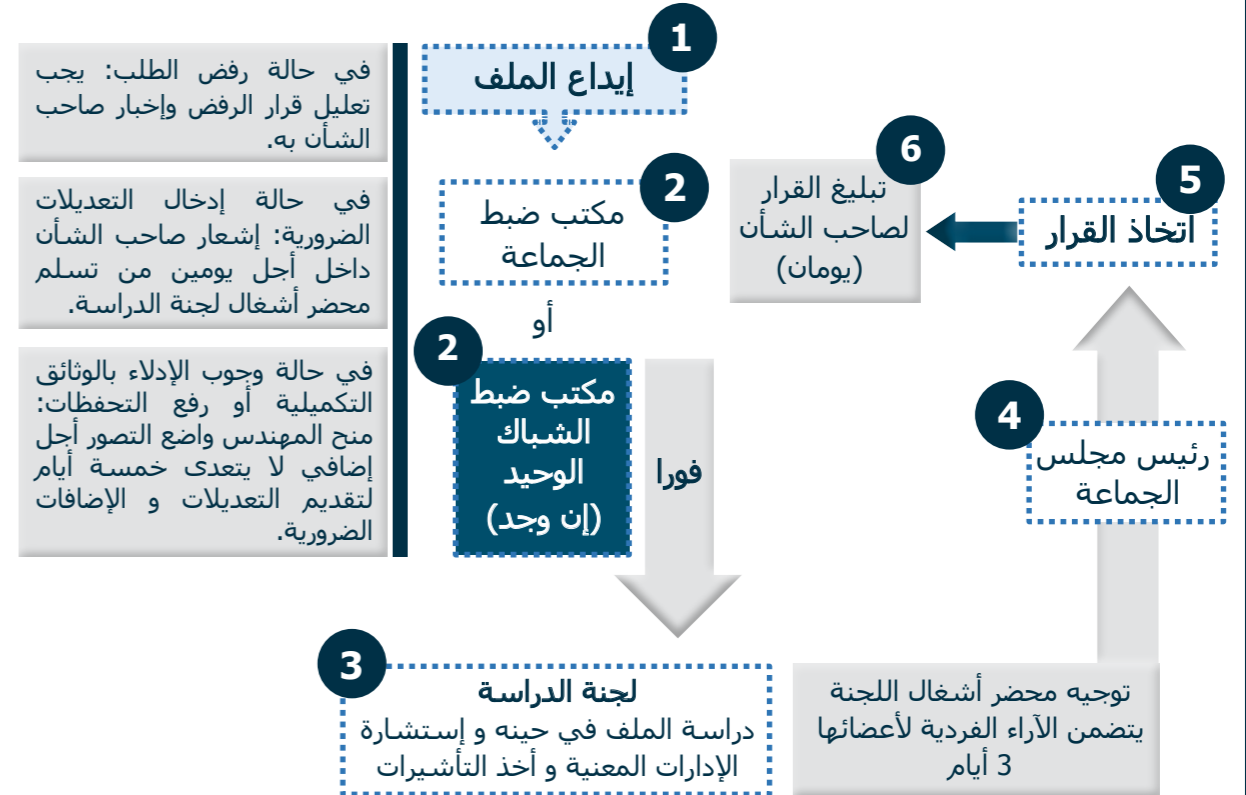 1
إيداع الملف
2
مكتب ضبط
الجماعة
أو
2
مكتب ضبط
الشباك
الوحيد
(إن وجد)
فورا
3
لجنة الدراسة
دراسة الملف في حينه و إستشارة
الإدارات المعنية و أخذ التأشيرات
توجيه محضر أشغال اللجنة
يتضمن الآراء الفردية لأعضائها
3 أيام
4
رئيس مجلس
الجماعة
5
اتخاذ القرار
6
تبليغ القرار
لصاحب الشأن
(يومان)
في حالة رفض الطلب: يجب
تعليل قرار الرفض وإخبار صاحب
الشأن به.
في حالة إدخال التعديلات
الضرورية: إشعار صاحب الشأن
داخل أجل يومين من تسلم
محضر أشغال لجنة الدراسة.
في حالة وجوب الإدلاء بالوثائق
التكميلية أو رفع التحفظات:
منح المهندس واضع التصور أجل
إضافي لا يتعدى خمسة أيام
لتقديم التعديلات و الإضافات
الضرورية.